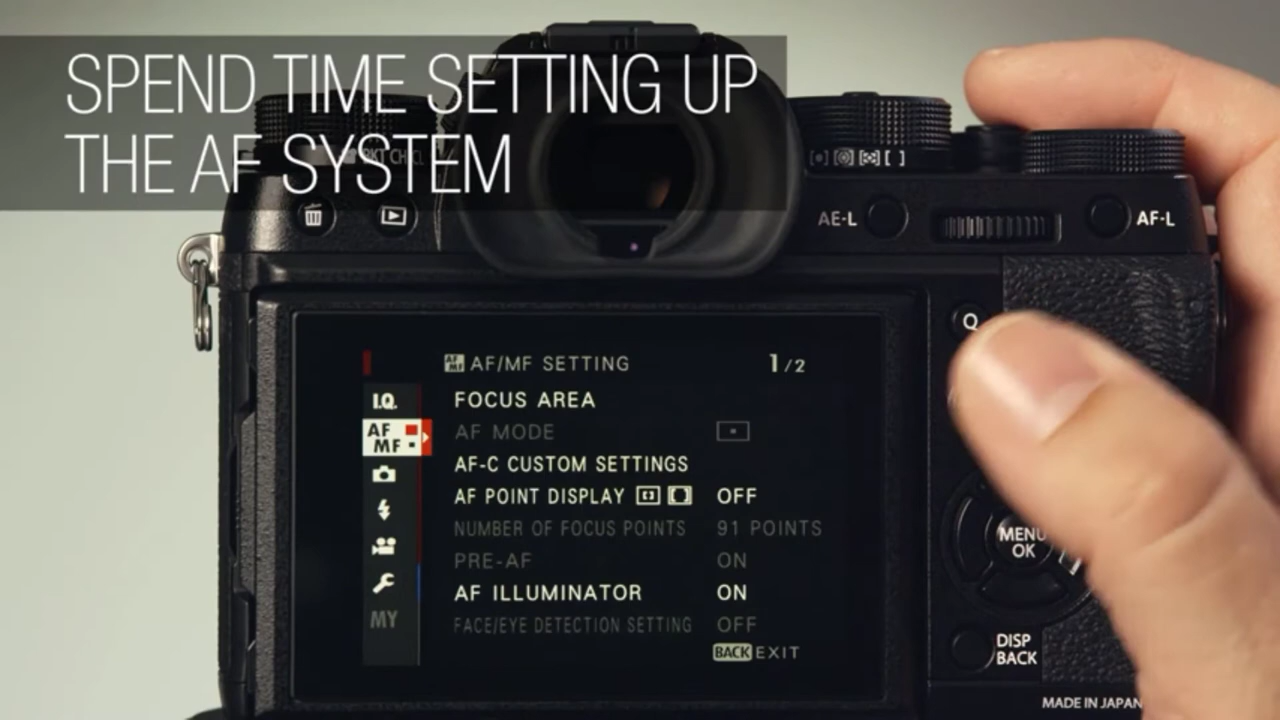 SPEND TIME SETTING UP
THE AF SYSTEM
AE-L
AF-L
Q
AF/MF SETTING 1/2
I.Q.
FOCUS AREA
AF MF
AF MODE
AF-C CUSTOM SETTINGS
AF POINT DISPLAY OFF
NUMBER OF FOCUS POINTS 91 POINTS
PRE-AF ON
AF ILLUMINATOR ON
MY
FACE/EYE DETECTION SETTING OFF
BACK EXIT
MENU
OK
DISP
BACK
MADE IN JAPAN